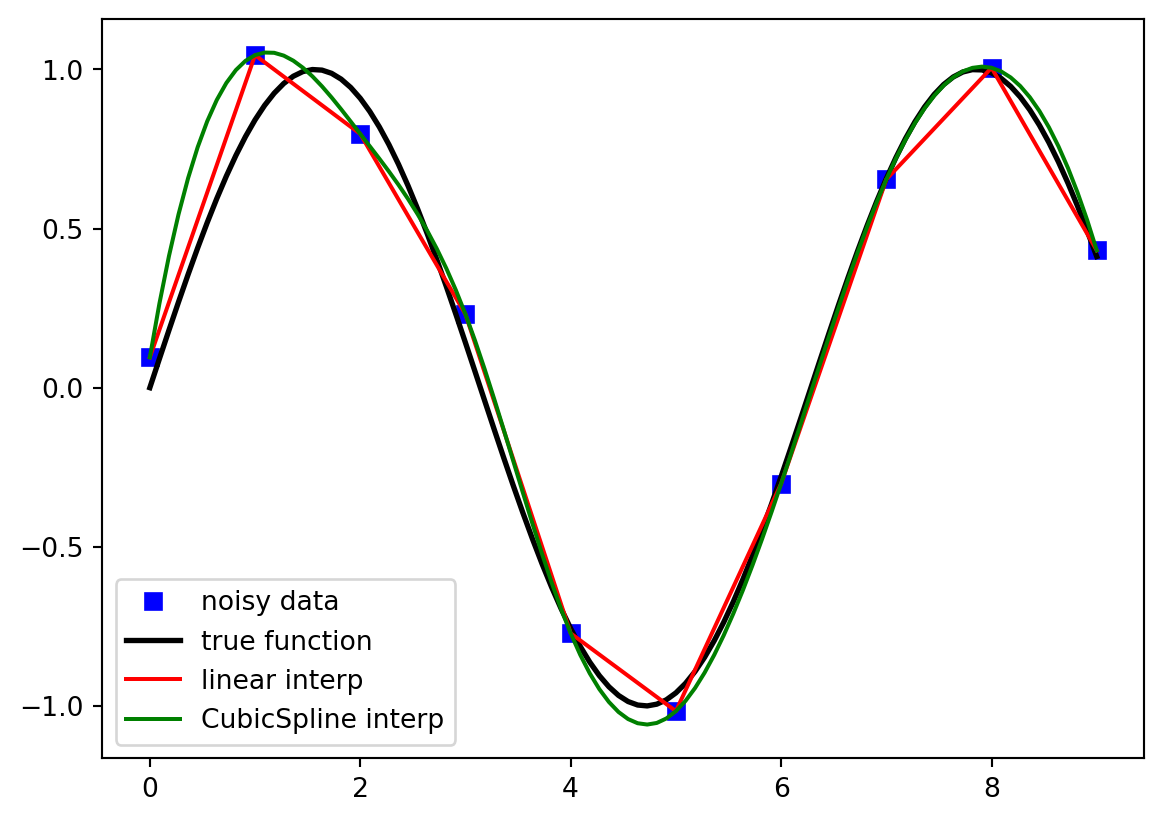 1.0
0.5
0.0
−0.5
−1.0
noisy data
true function
linear interp
CubicSpline interp
0 2 4 6 8